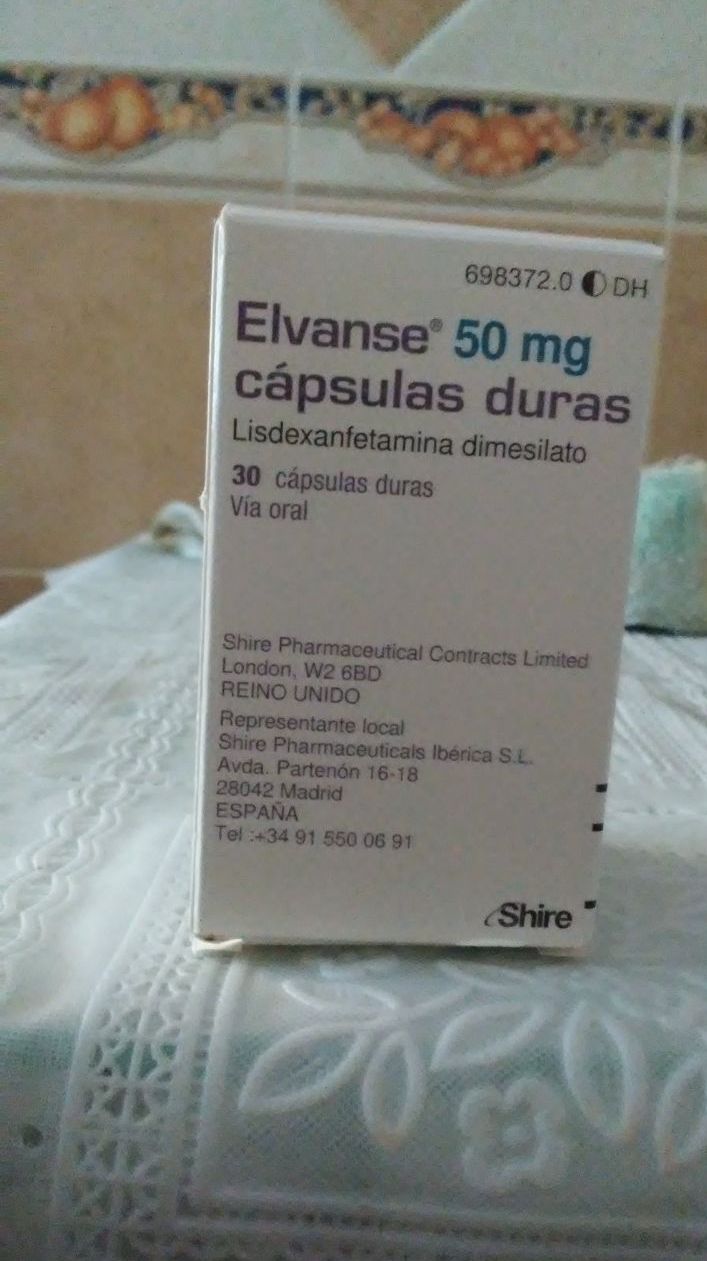 698372.0 ◐ DH
Elvanse® 50 mg
cápsulas duras
Lisdexanfetamina dimesilato
30 cápsulas duras
Vía oral
Shire Pharmaceutical Contracts Limited
London, W2 6BD
REINO UNIDO
Representante local
Shire Pharmaceuticals Ibérica S.L.
Avda. Partenón 16-18
28042 Madrid
ESPAÑA
Tel :+34 91 550 06 91
Shire